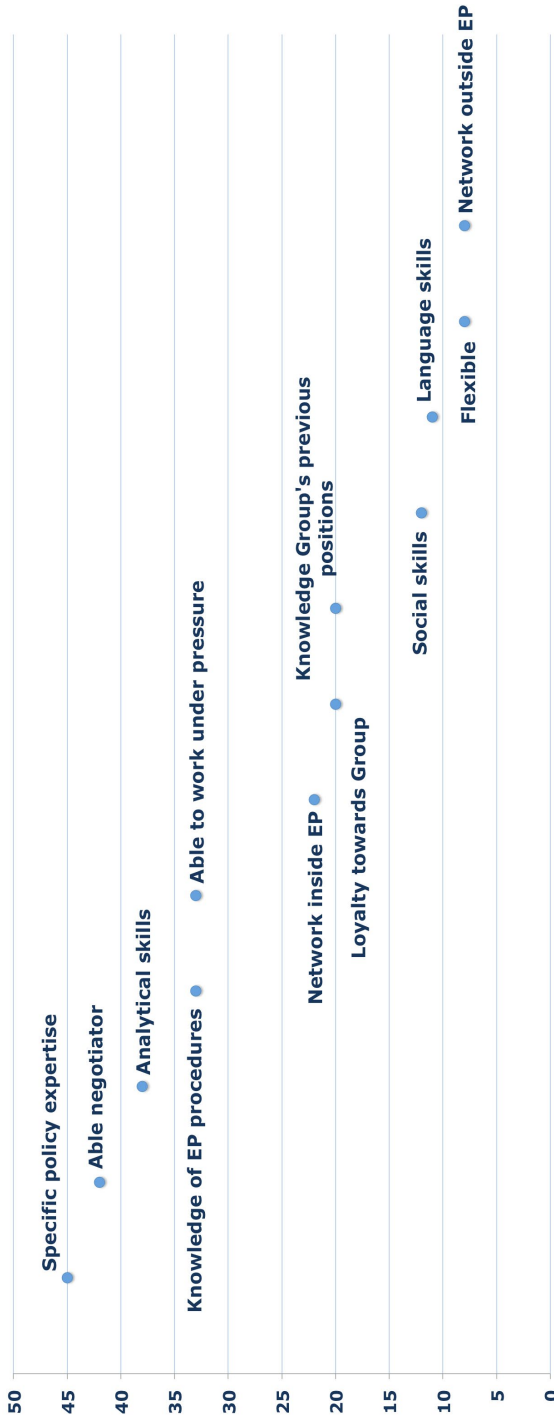 50
45
40
35
30
25
20
15
10
5
0
Specific policy expertise
Able negotiator
Analytical skills
Knowledge of EP procedures
Able to work under pressure
Network inside EP
Loyalty towards Group
Knowledge Group's previous
positions
Social skills
Language skills
Flexible
Network outside EP